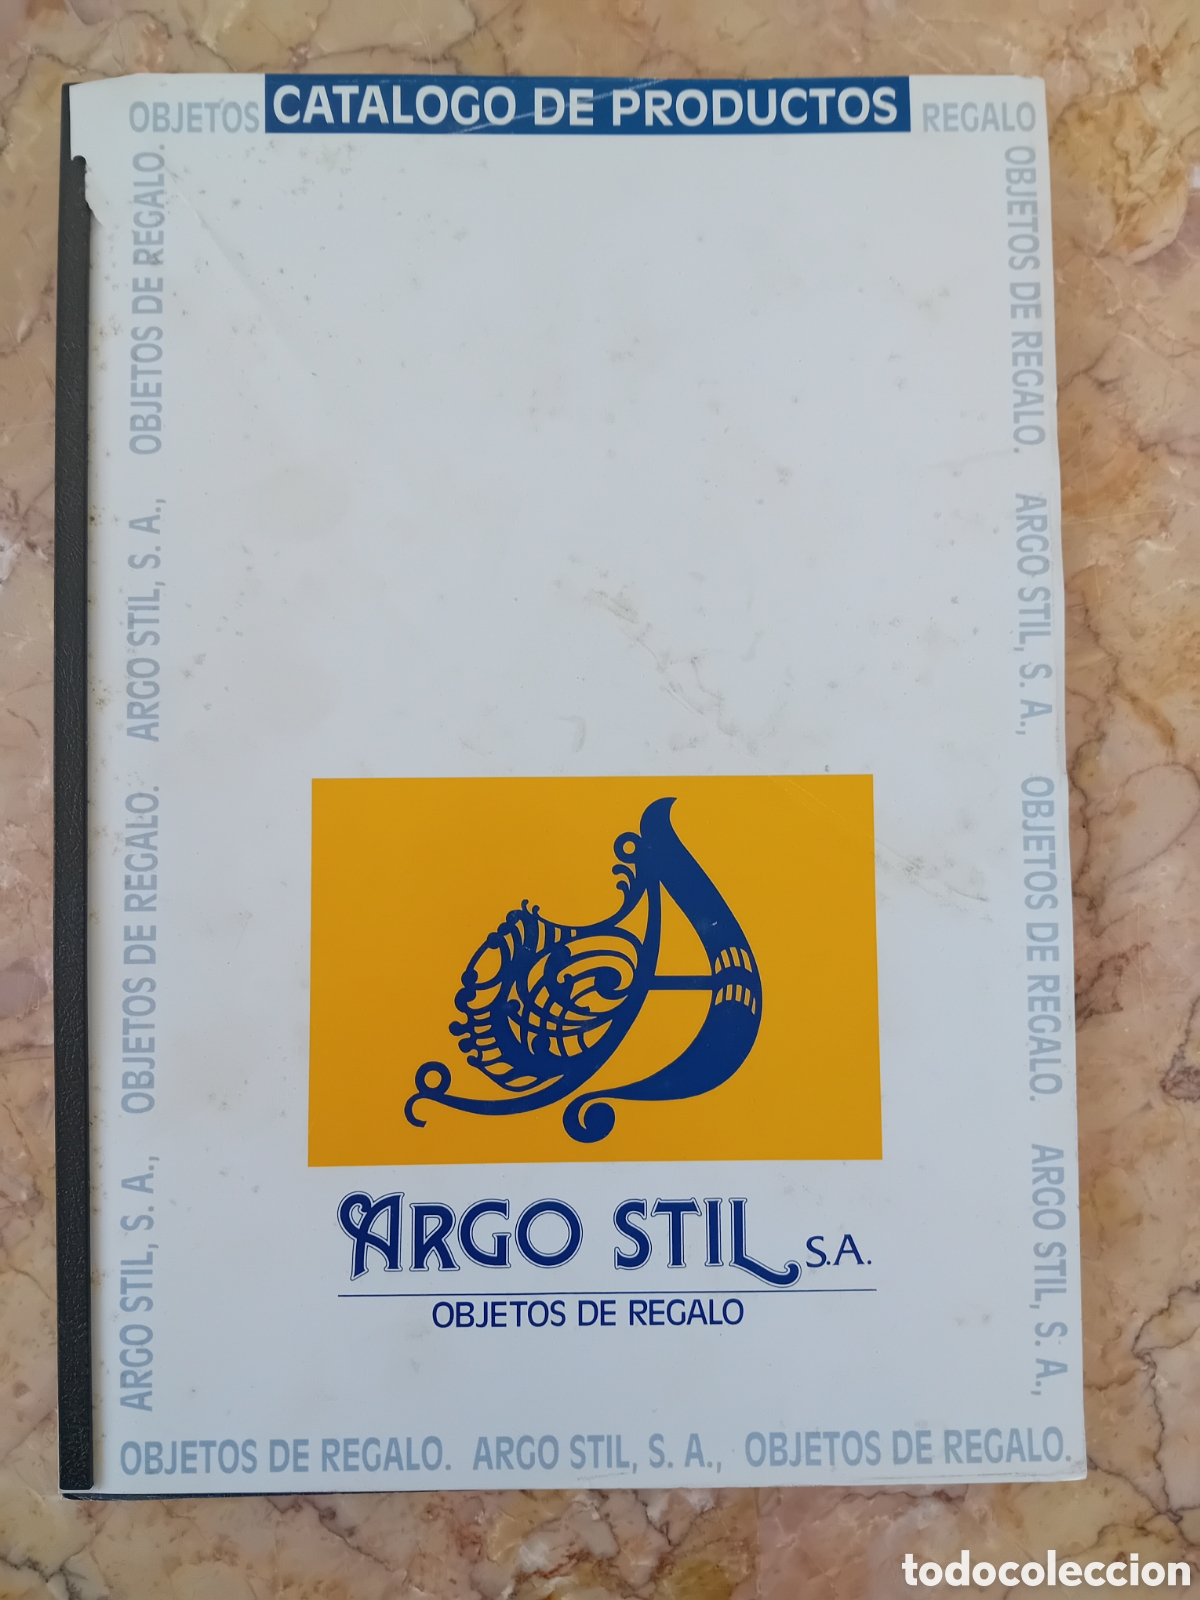 OBJETOS CATALOGO DE PRODUCTOS REGALO
OBJETOS DE REGALO. ARGO STIL, S. A., OBJETOS DE REGALO.
ARGO STIL, S. A., OBJETOS DE REGALO. ARGO STIL, S. A., OBJETOS DE REGALO.
ARGO STIL S.A.
OBJETOS DE REGALO
ARGO STIL, S. A.,
OBJETOS DE REGALO. ARGO STIL, S. A., OBJETOS DE REGALO.
todocoleccion